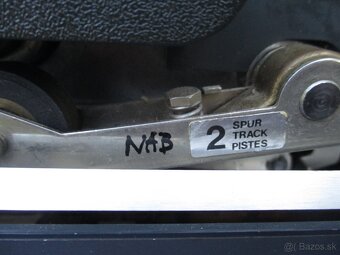 NAB
2 SPUR
TRACK
PISTES
© Bazos.sk